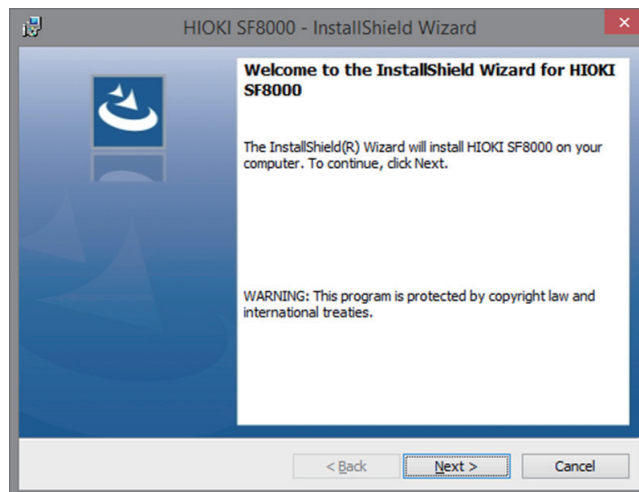 HIOKI SF8000 - InstallShield Wizard
Welcome to the InstallShield Wizard for HIOKI
SF8000
The InstallShield(R) Wizard will install HIOKI SF8000 on your
computer. To continue, click Next.
WARNING: This program is protected by copyright law and
international treaties.
< Back
Next >
Cancel